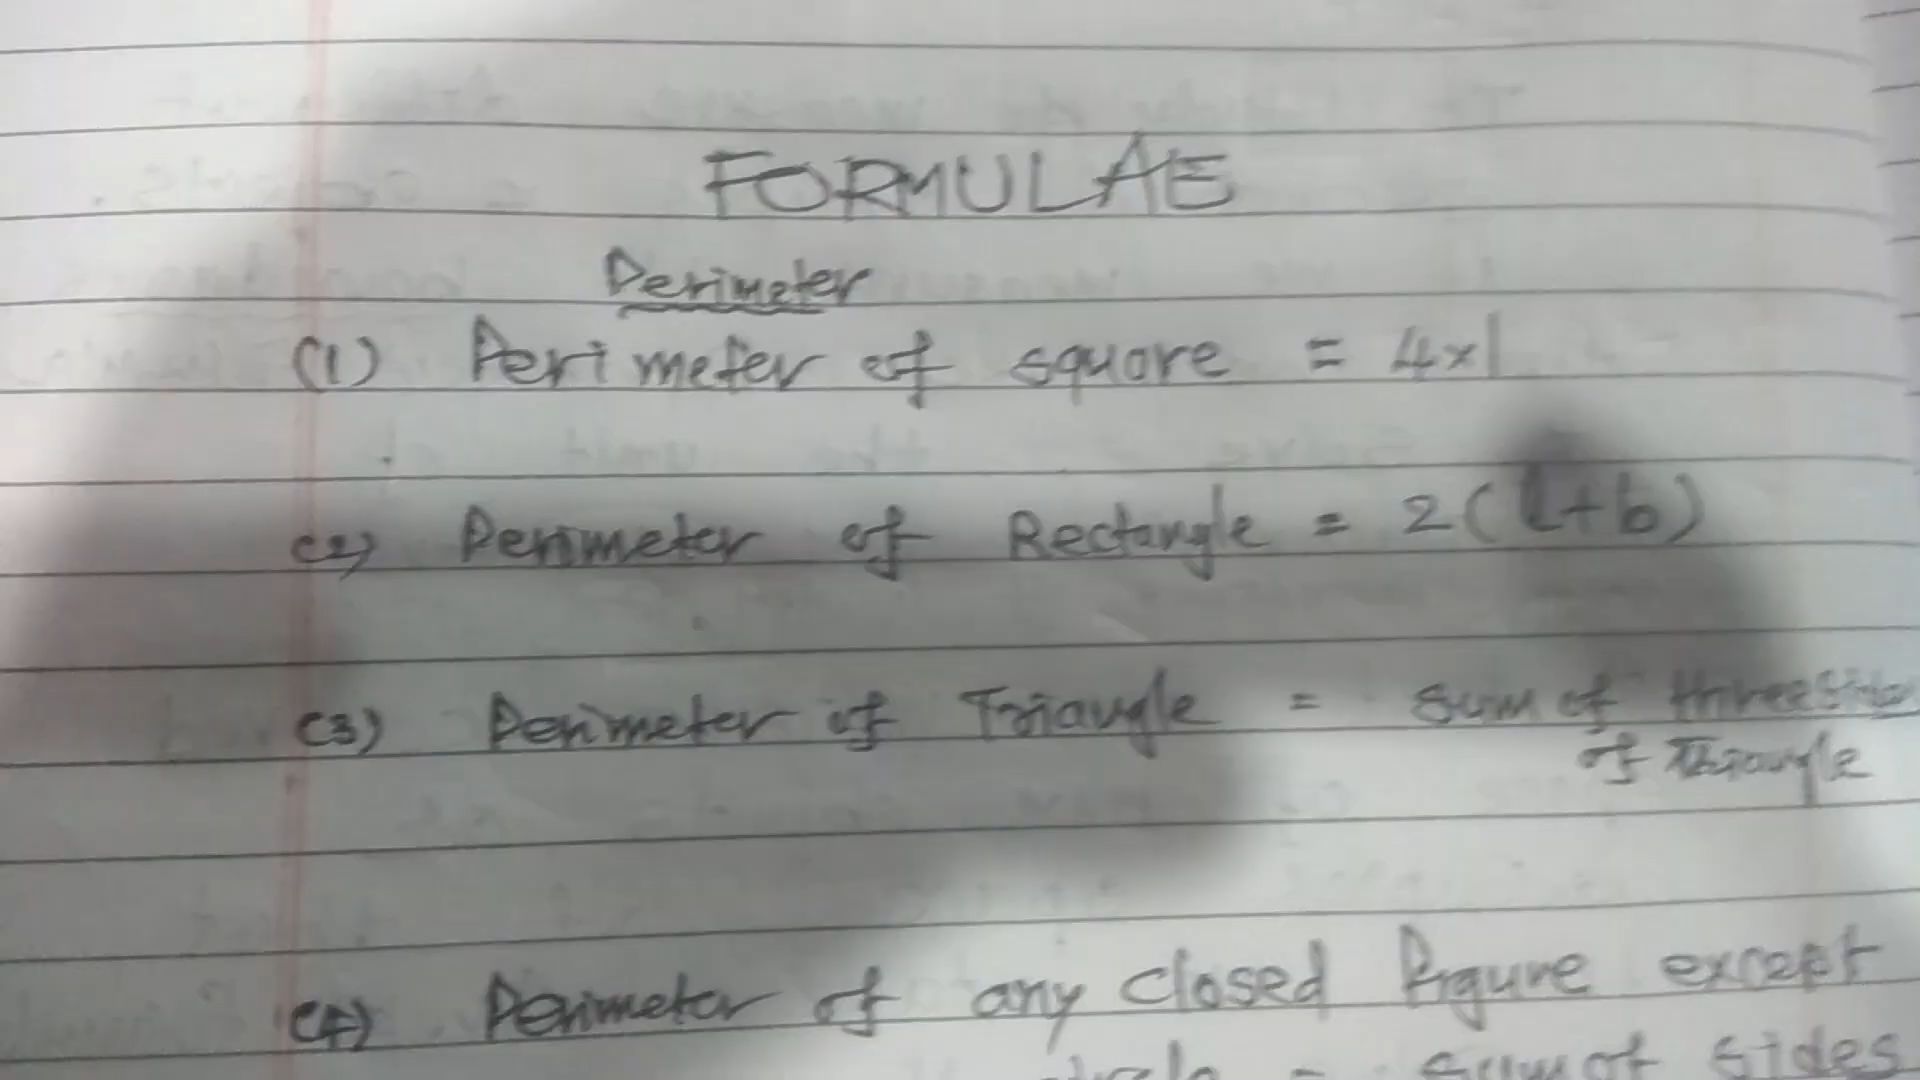 FORMULAE
Perimeter
(1) Perimeter of square = 4×l
(2) Perimeter of Rectangle = 2(l+b)
(3) Perimeter of Triangle = sum of three sides
of Triangle
(4) Perimeter of any closed figure except
circle = sum of sides